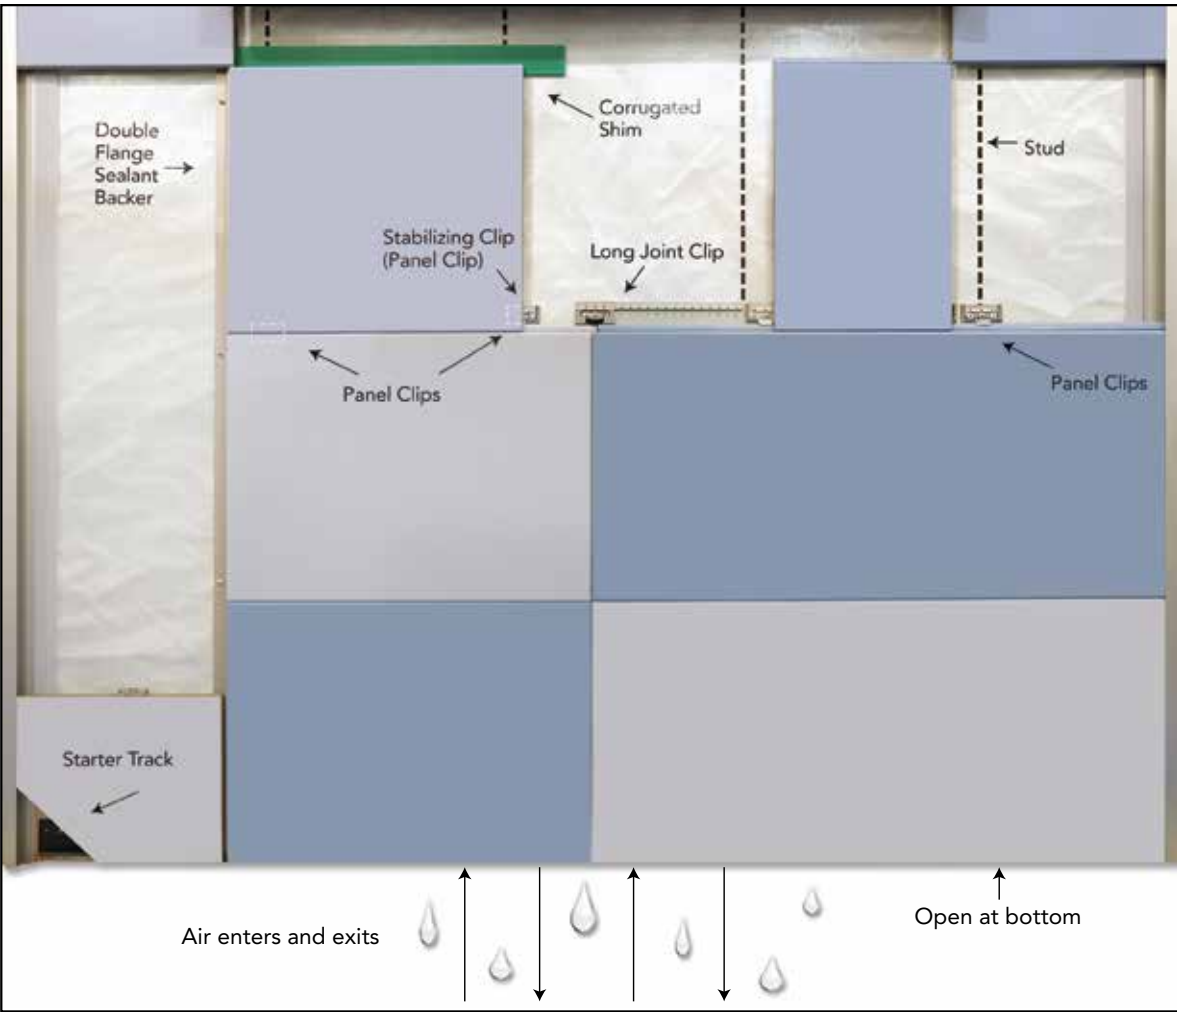 Double
Flange
Sealant
Backer
Corrugated
Shim
Stud
Stabilizing Clip
(Panel Clip)
Long Joint Clip
Panel Clips
Panel Clips
Starter Track
Air enters and exits
Open at bottom